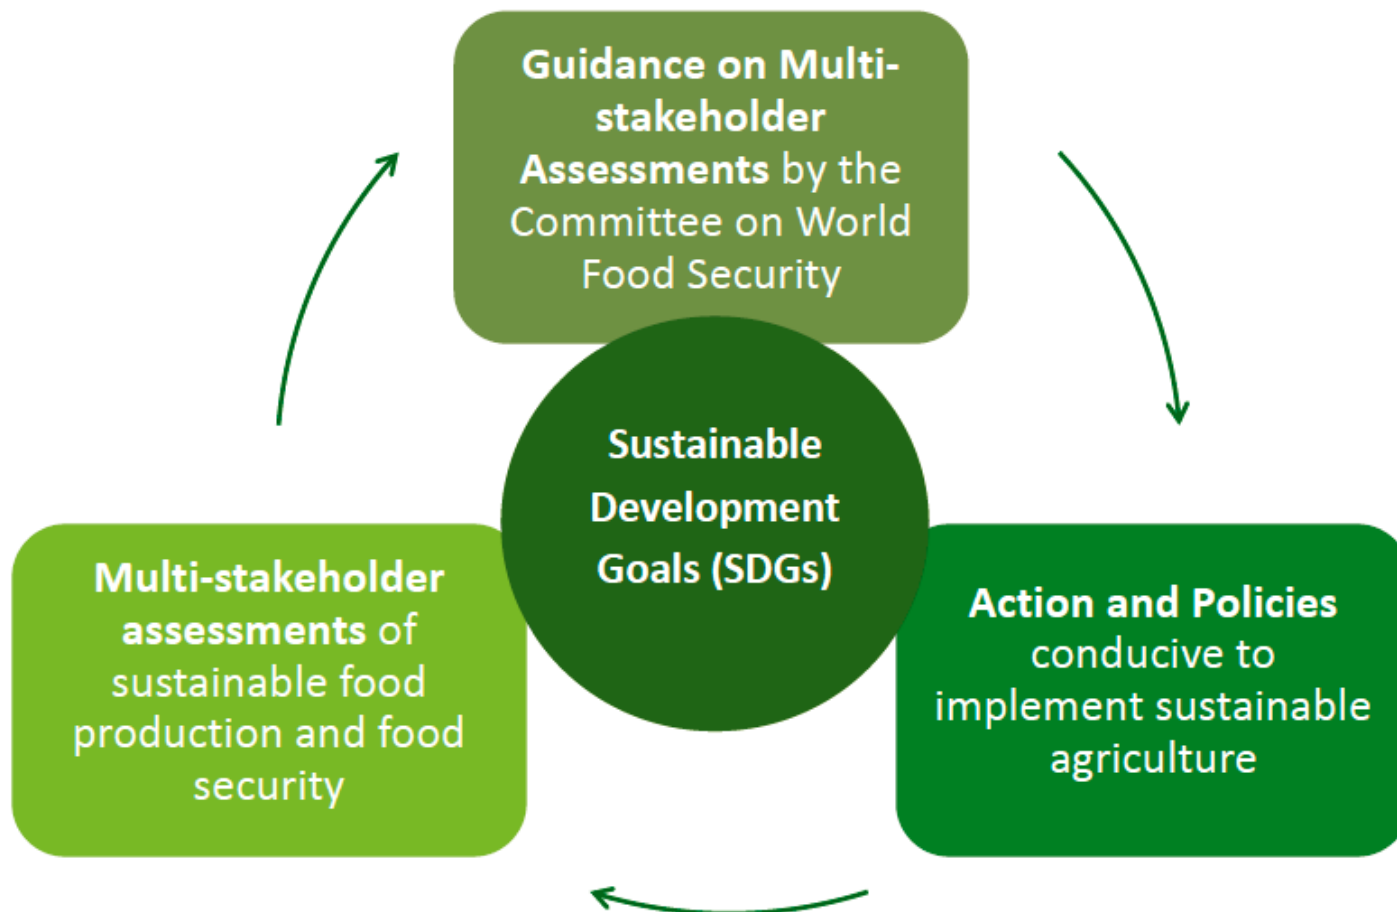 Guidance on Multi-
stakeholder
Assessments by the
Committee on World
Food Security
Sustainable
Development
Goals (SDGs)
Multi-stakeholder
assessments of
sustainable food
production and food
security
Action and Policies
conducive to
implement sustainable
agriculture